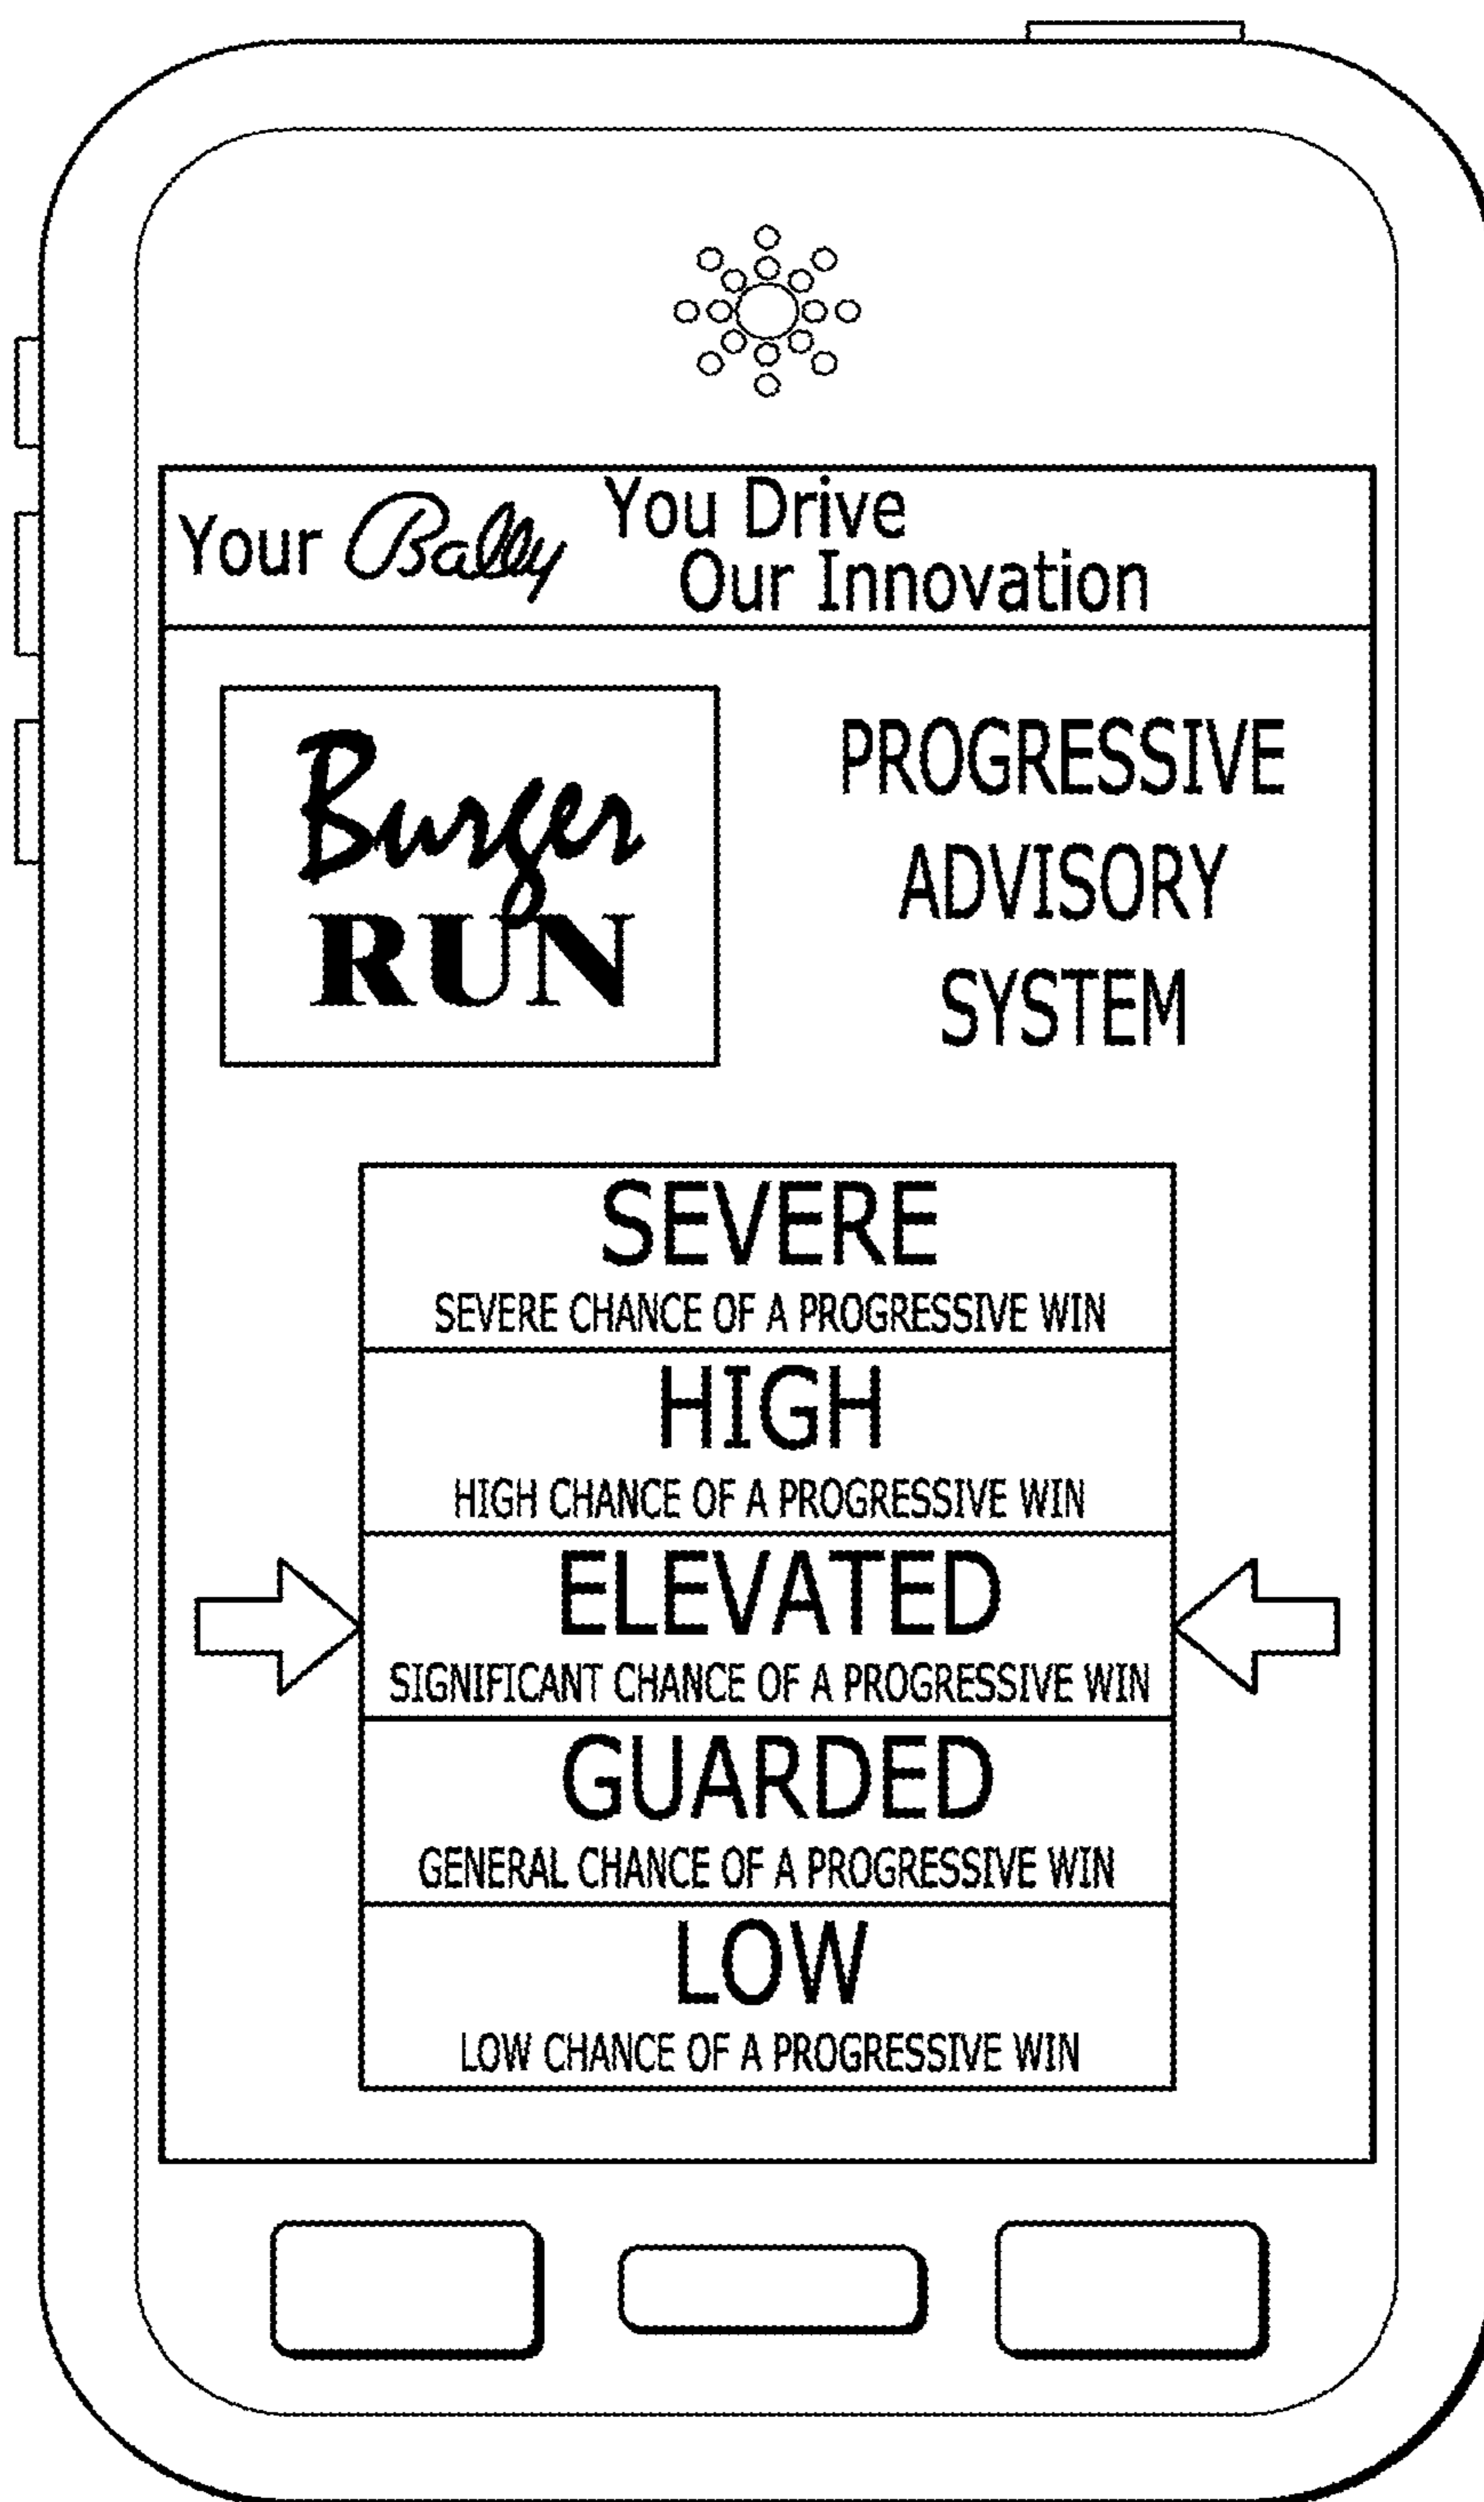 Your Bally You Drive
Our Innovation
Burger
RUN
PROGRESSIVE
ADVISORY
SYSTEM
SEVERE
SEVERE CHANCE OF A PROGRESSIVE WIN
HIGH
HIGH CHANCE OF A PROGRESSIVE WIN
ELEVATED
SIGNIFICANT CHANCE OF A PROGRESSIVE WIN
GUARDED
GENERAL CHANCE OF A PROGRESSIVE WIN
LOW
LOW CHANCE OF A PROGRESSIVE WIN